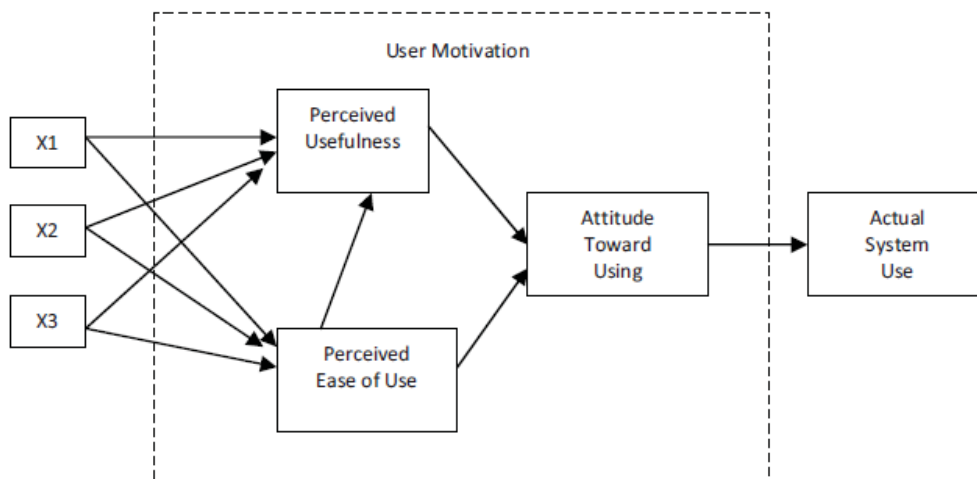 User Motivation
X1
X2
X3
Perceived
Usefulness
Perceived
Ease of Use
Attitude
Toward
Using
Actual
System
Use